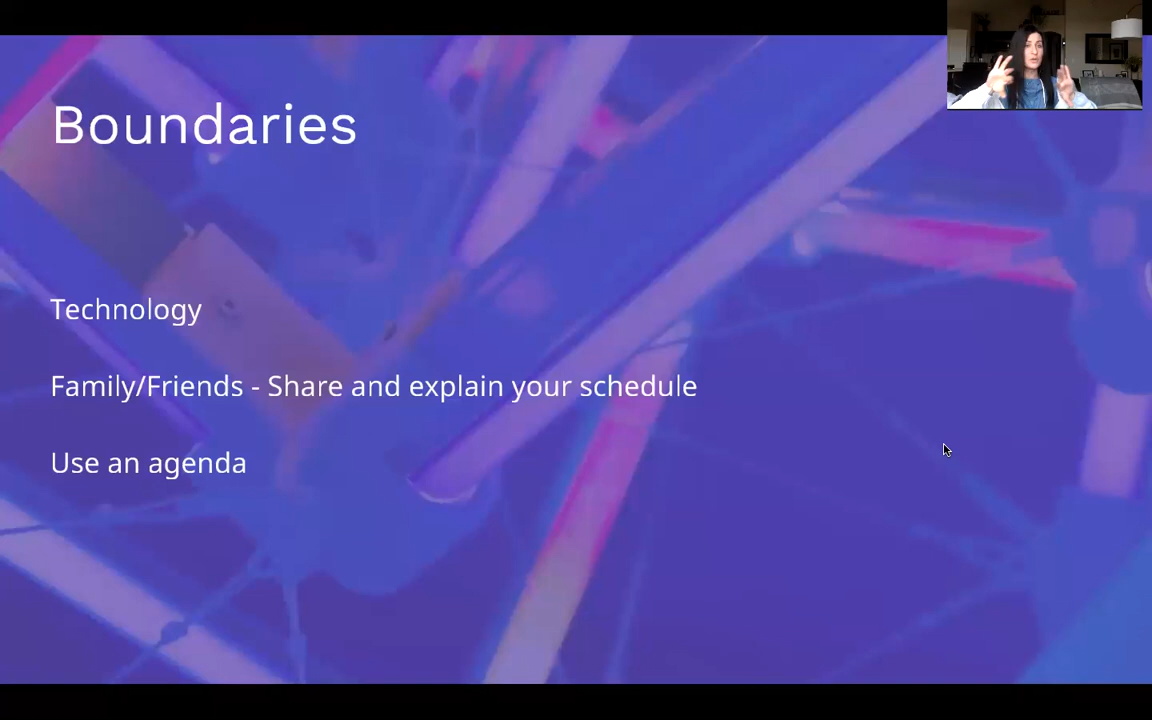 Boundaries
Technology
Family/Friends - Share and explain your schedule
Use an agenda